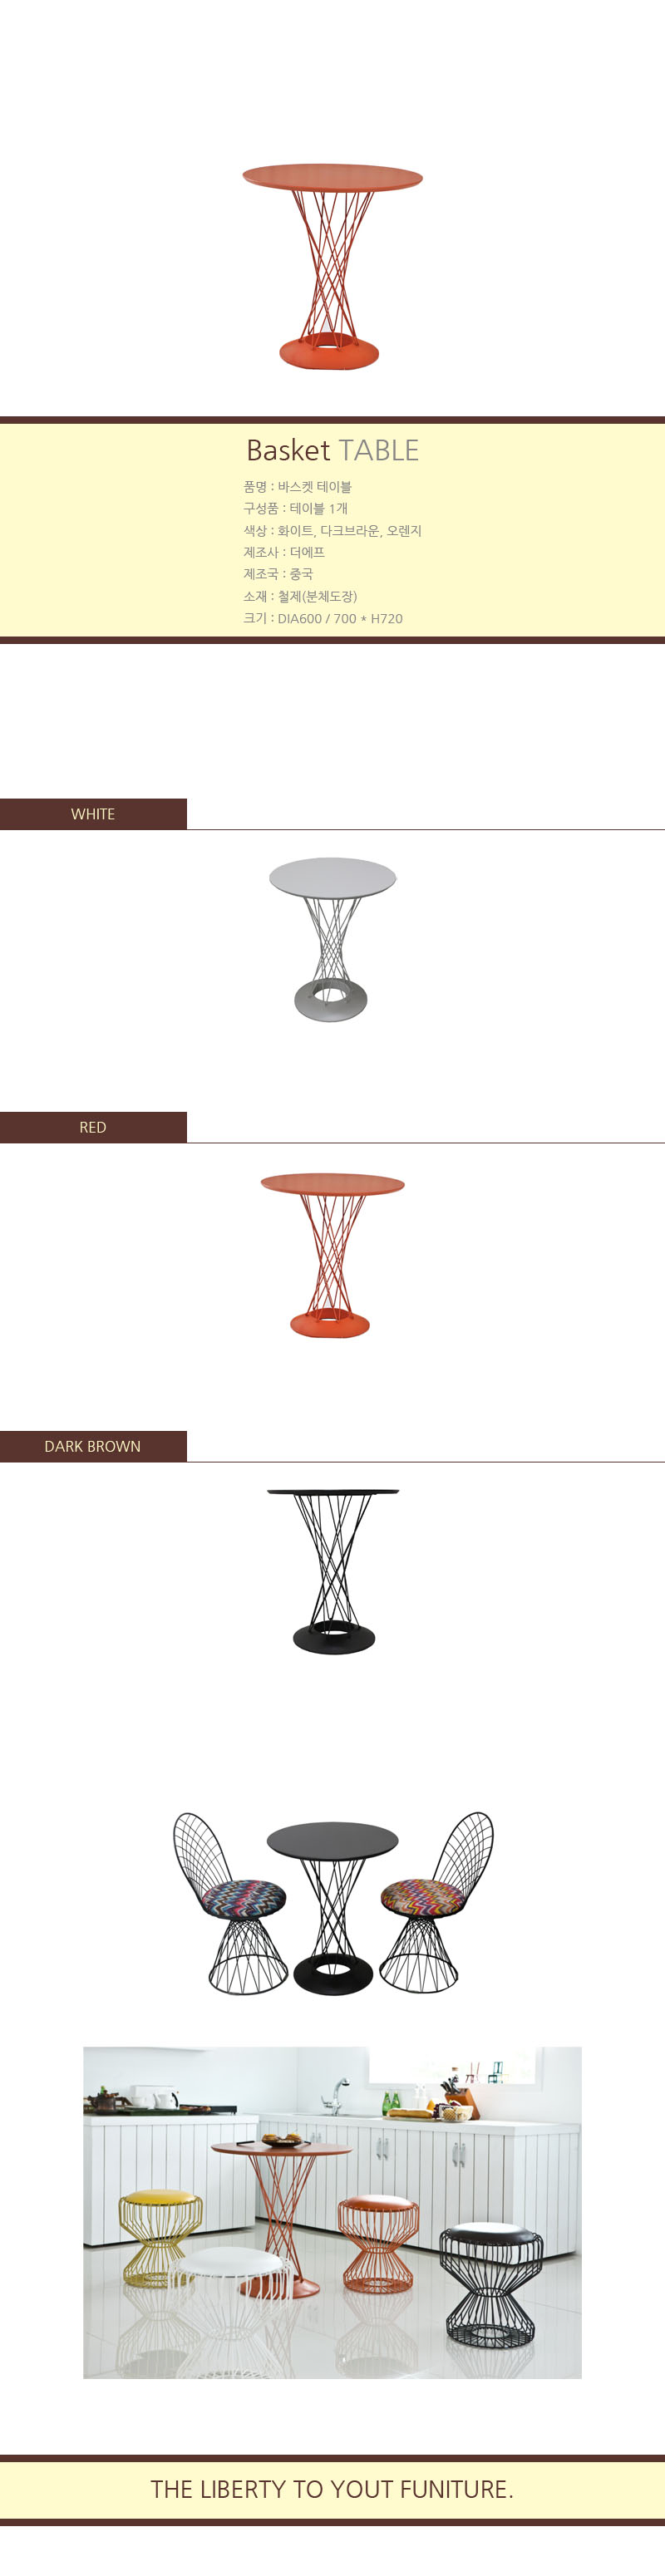 Basket TABLE
품명 : 바스켓 테이블
구성품 : 테이블 1개
색상 : 화이트, 다크브라운, 오렌지
제조사 : 더에프
제조국 : 중국
소재 : 철제(분체도장)
크기 : DIA600 / 700 * H720
WHITE
RED
DARK BROWN
THE LIBERTY TO YOUT FUNITURE.